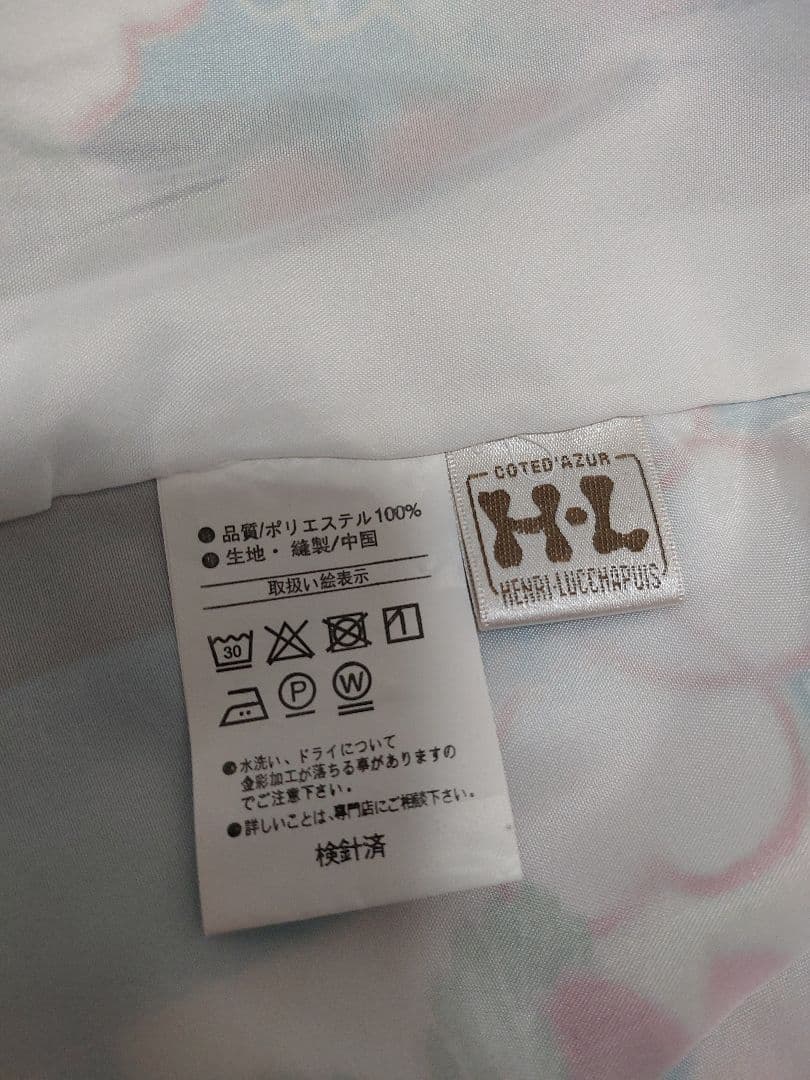 ●品質/ポリエステル100%
●生地・縫製/中国
取扱い絵表示
30
P W
●水洗い、ドライについて
金彩加工が落ちる事がありますの
でご注意下さい。
●詳しいことは、専門店にご相談下さい。
検針済
COTED'AZUR
H·L
HENRI·LUCCHAPUIS